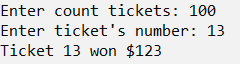 Enter count tickets: 100
Enter ticket's number: 13
Ticket 13 won $123